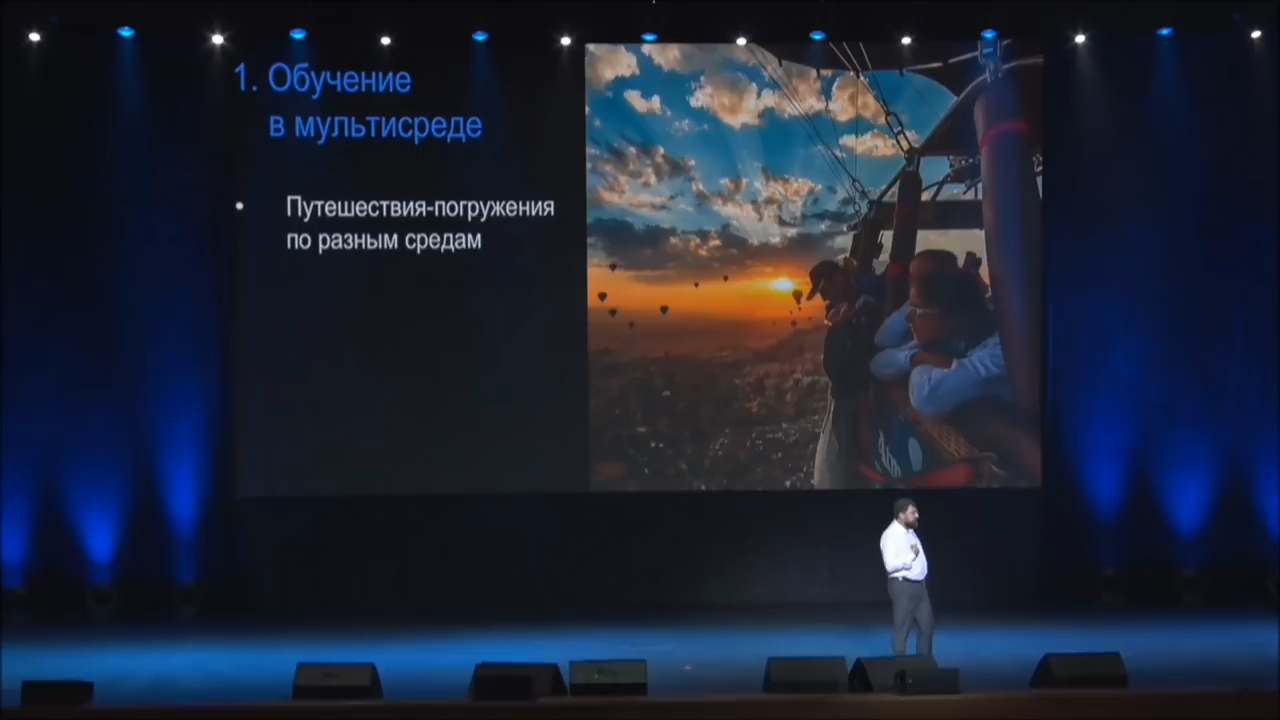 1. Обучение
в мультисреде
• Путешествия-погружения
по разным средам